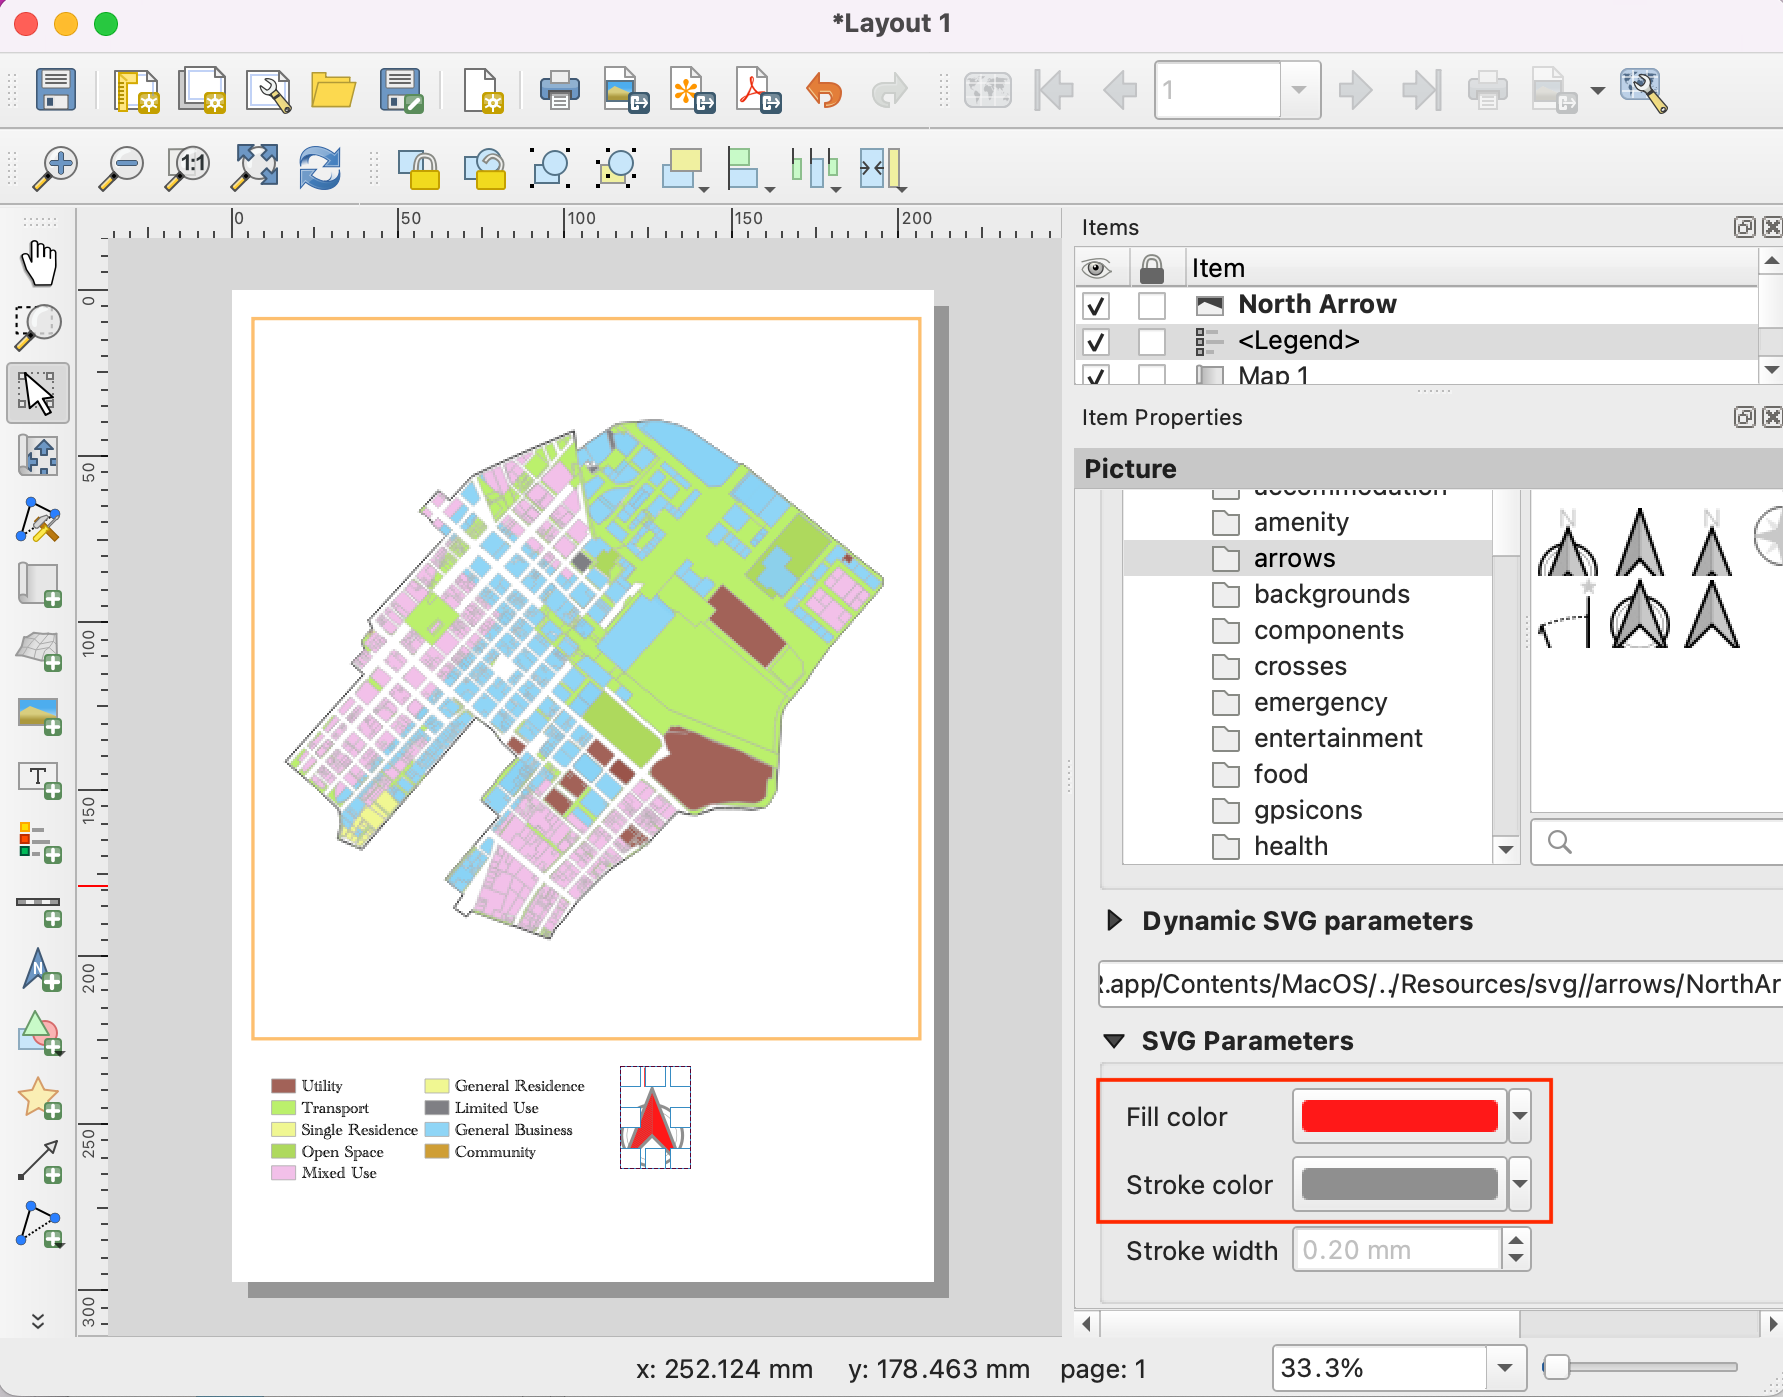 *Layout 1
1:1
1
0
50
100
150
200
0
50
100
150
200
250
300
T
N
Items
Item
North Arrow
<Legend>
Map 1
Item Properties
Picture
accommodation
amenity
arrows
backgrounds
components
crosses
emergency
entertainment
food
gpsicons
health
N
N
Dynamic SVG parameters
.app/Contents/MacOS/../Resources/svg//arrows/NorthAr
SVG Parameters
Fill color
Stroke color
Stroke width
0.20 mm
Utility
Transport
Single Residence
Open Space
Mixed Use
General Residence
Limited Use
General Business
Community
x: 252.124 mm
y: 178.463 mm
page: 1
33.3%